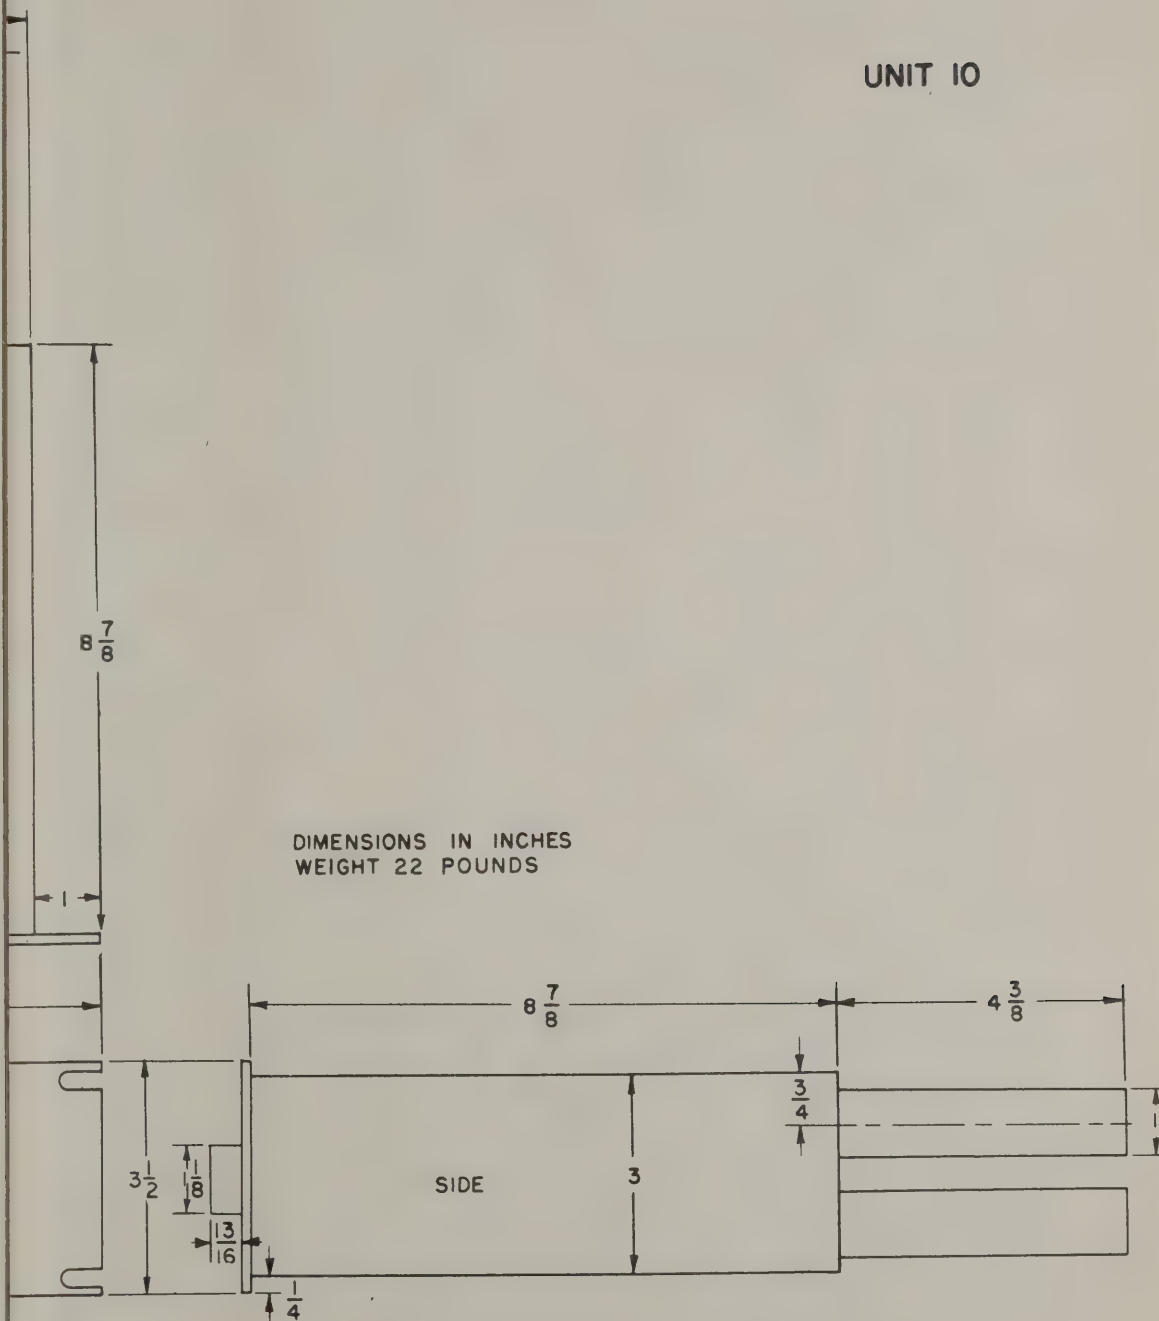 UNIT 10
8 7/8
DIMENSIONS IN INCHES
WEIGHT 22 POUNDS
1
8 7/8
4 3/8
3/4
1
3 1/2
1 1/8
SIDE
3
13/16
1/4